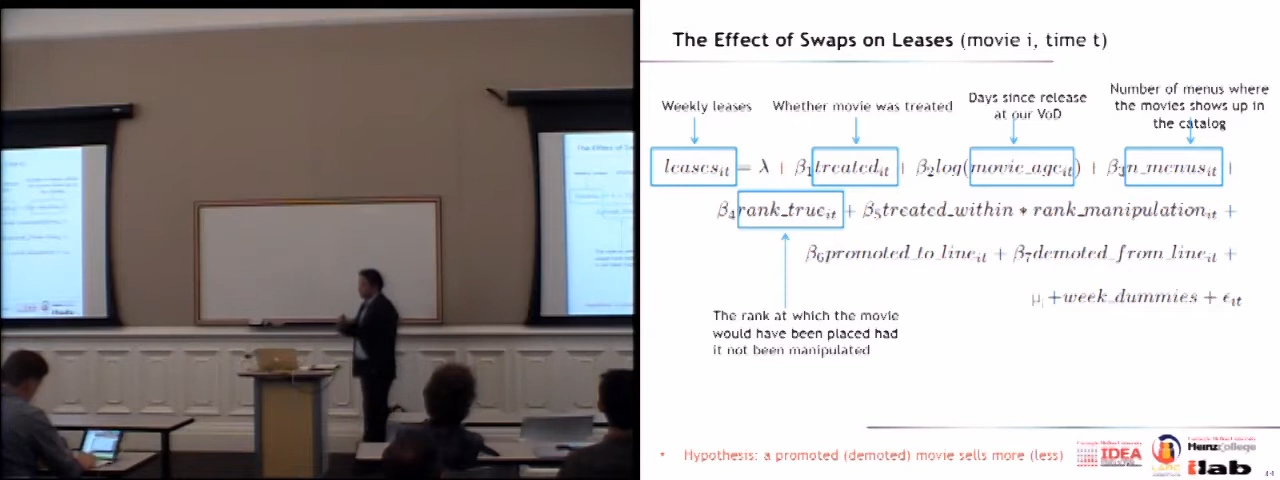 The Effect of Swaps on Leases (movie i, time t)
Weekly leases
Whether movie was treated
Days since release
at our VoD
Number of menus where
the movies shows up in
the catalog
leases_it = λ + β₁treated_it + β₂log(movie_age_it) + β₃n_menus_it +
β₄rank_true_it + β₅treated_within * rank_manipulation_it +
β₆promoted_to_line_it + β₇demoted_from_line_it +
μ_i +week_dummies + ϵ_it
The rank at which the movie
would have been placed had
it not been manipulated
• Hypothesis: a promoted (demoted) movie sells more (less)
IDEA
HeinzCollege
ilab